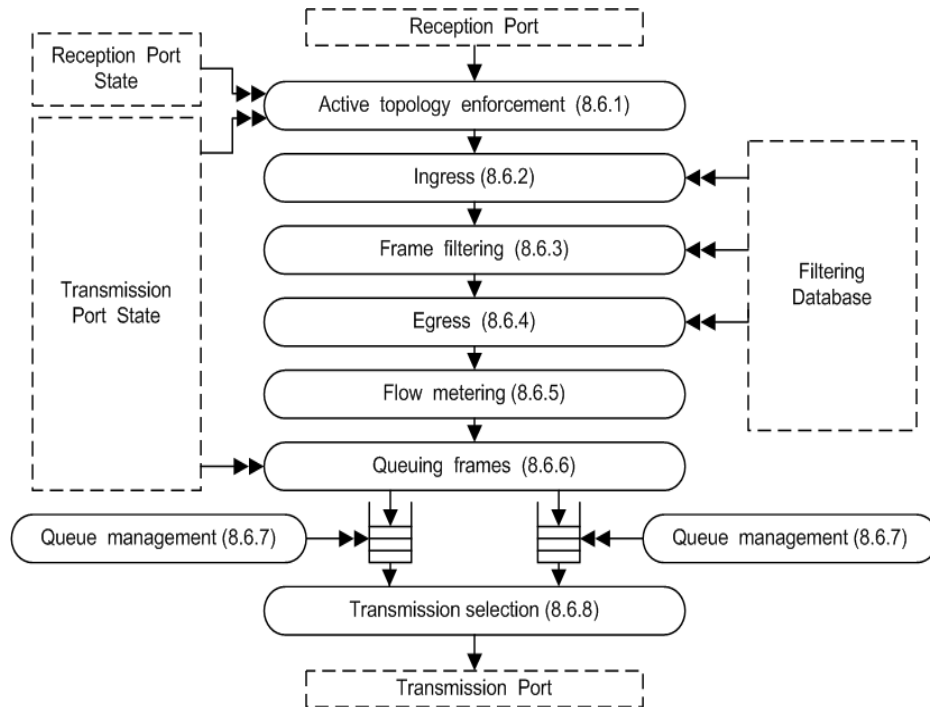 Reception Port
Reception Port
State
Active topology enforcement (8.6.1)
Ingress (8.6.2)
Frame filtering (8.6.3)
Transmission
Port State
Filtering
Database
Egress (8.6.4)
Flow metering (8.6.5)
Queuing frames (8.6.6)
Queue management (8.6.7)
Queue management (8.6.7)
Transmission selection (8.6.8)
Transmission Port